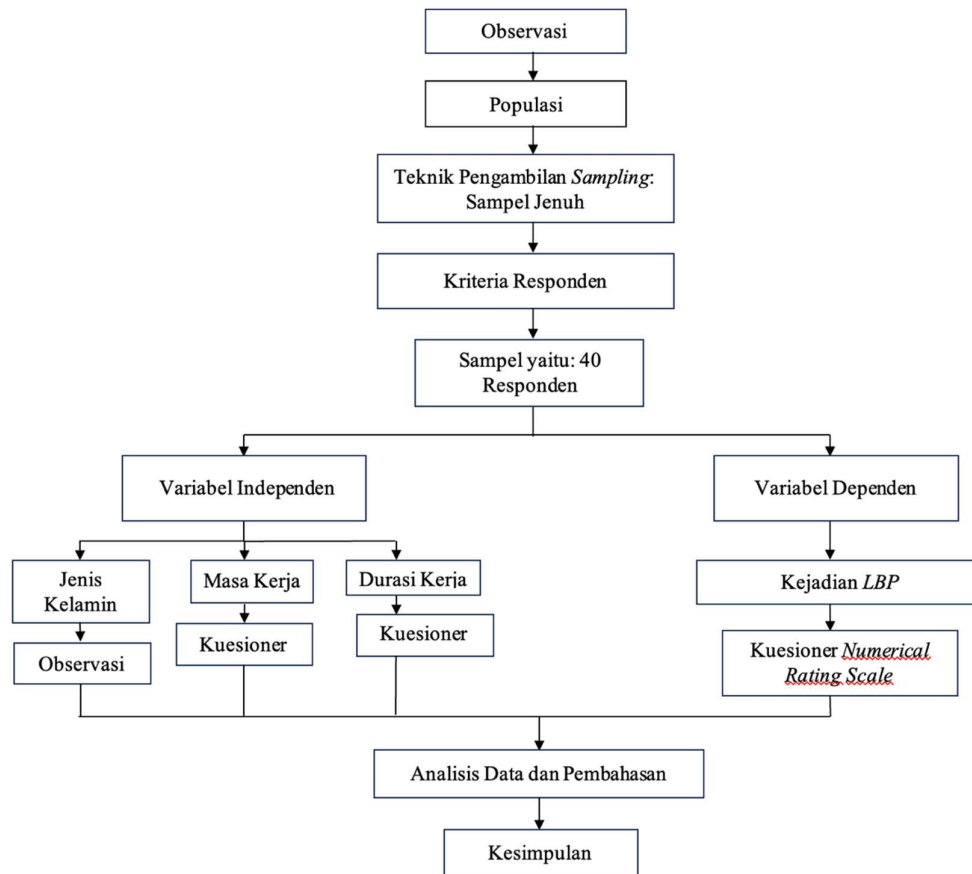 Observasi
Populasi
Teknik Pengambilan Sampling:
Sampel Jenuh
Kriteria Responden
Sampel yaitu: 40
Responden
Variabel Independen
Variabel Dependen
Jenis
Kelamin
Masa Kerja
Durasi Kerja
Kejadian LBP
Observasi
Kuesioner
Kuesioner
Kuesioner Numerical
Rating Scale
Analisis Data dan Pembahasan
Kesimpulan